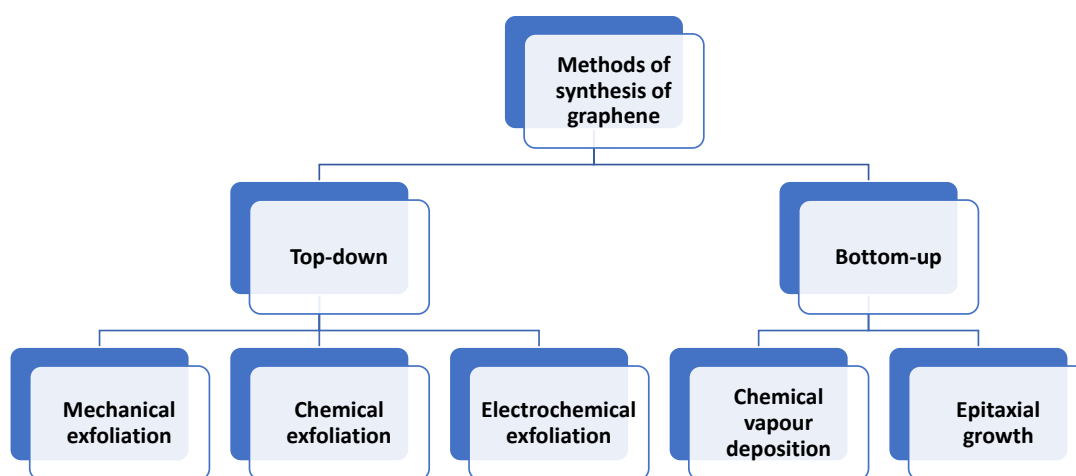 Methods of
synthesis of
graphene
Top-down
Bottom-up
Mechanical
exfoliation
Chemical
exfoliation
Electrochemical
exfoliation
Chemical
vapour
deposition
Epitaxial
growth